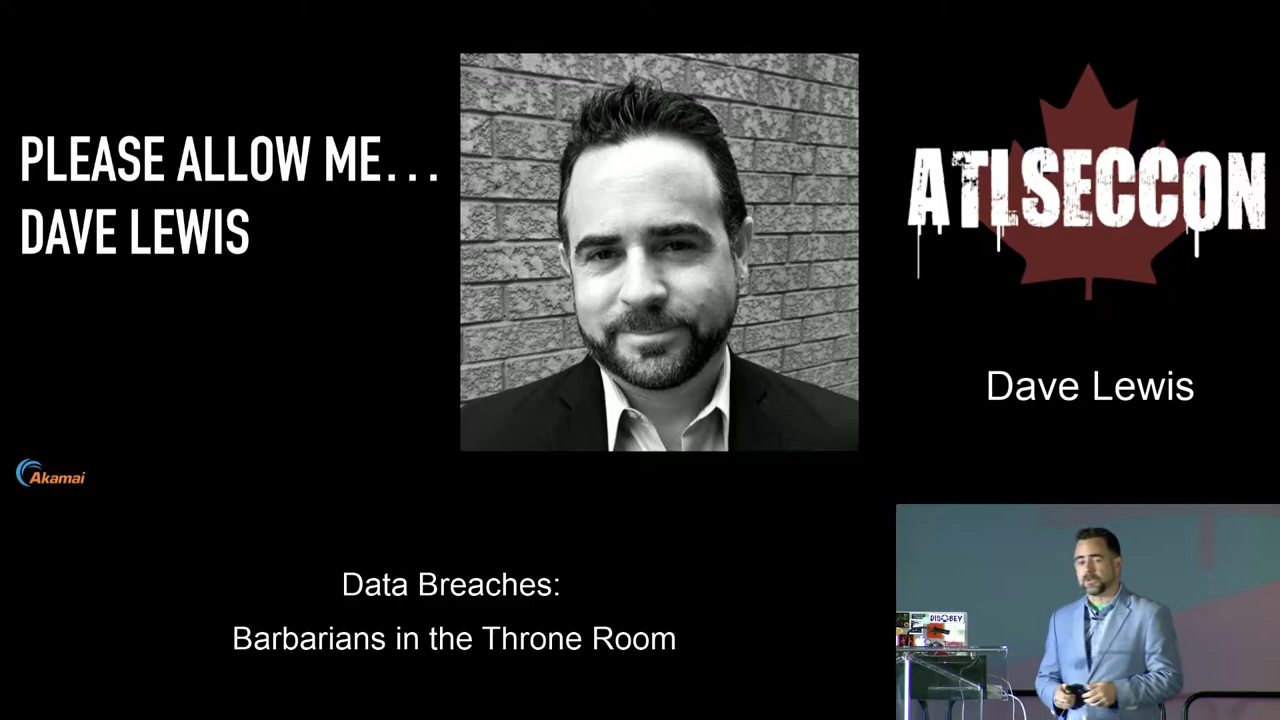 PLEASE ALLOW ME...
DAVE LEWIS
ATLSECCON
Dave Lewis
Akamai
Data Breaches:
Barbarians in the Throne Room
DISOBEY